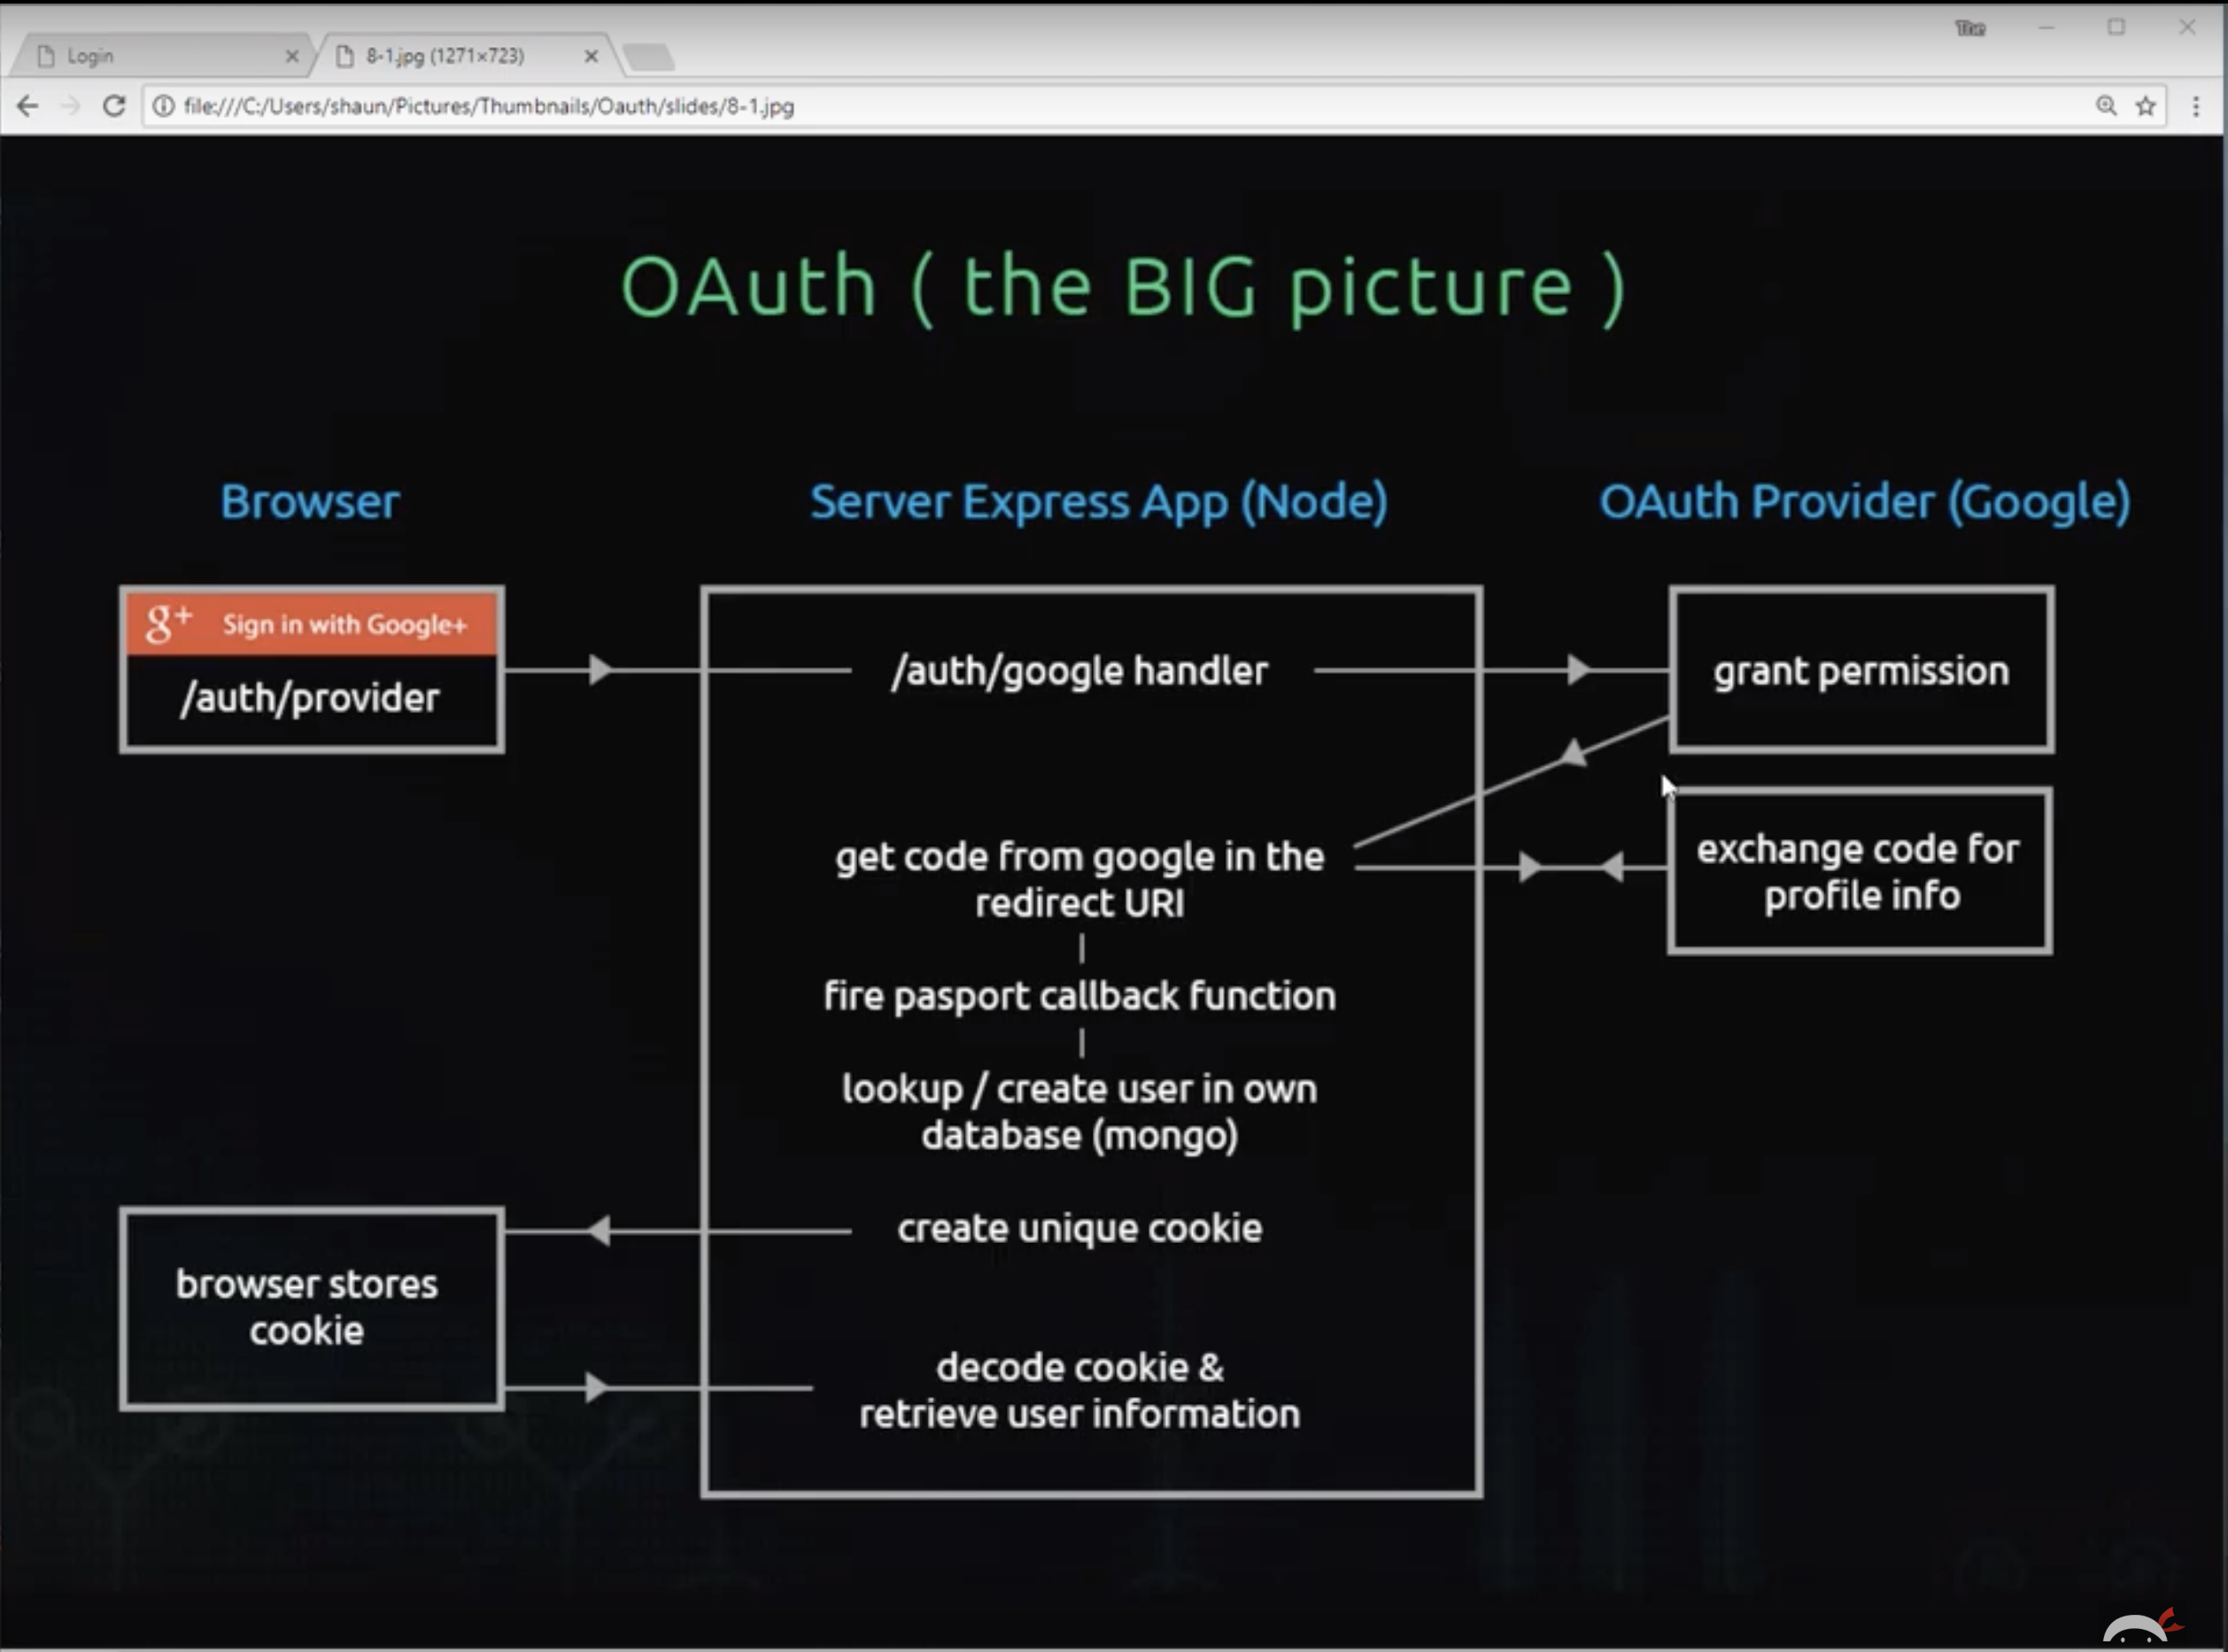 The
Login
8-1.jpg (1271×723)
file:///C:/Users/shaun/Pictures/Thumbnails/Oauth/slides/8-1.jpg
OAuth ( the BIG picture )
Browser
Server Express App (Node)
OAuth Provider (Google)
g+ Sign in with Google+
/auth/provider
/auth/google handler
grant permission
get code from google in the
redirect URI
exchange code for
profile info
fire pasport callback function
lookup / create user in own
database (mongo)
create unique cookie
browser stores
cookie
decode cookie &
retrieve user information